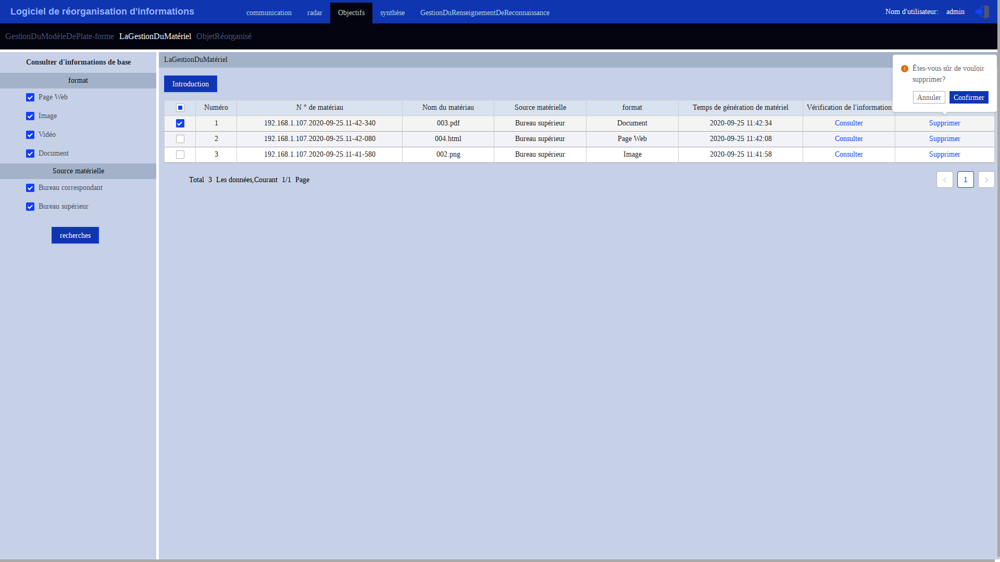 Logiciel de réorganisation d'informations
communication radar Objectifs synthèse GestionDuRenseignementDeReconnaissance
Nom d'utilisateur: admin
GestionDuModèleDePlate-forme LaGestionDuMatériel ObjetRéorganisé
Consulter d'informations de base
format
Page Web
Image
Vidéo
Document
Source matérielle
Bureau correspondant
Bureau supérieur
recherches
LaGestionDuMatériel
Êtes-vous sûr de vouloir
supprimer?
Annuler Confirmer
Introduction
Numéro N ° de matériau Nom du matériau Source matérielle format Temps de génération de matériel Vérification de l'information
1 192.168.1.107.2020-09-25.11-42-340 003.pdf Bureau supérieur Document 2020-09-25 11:42:34 Consulter Supprimer
2 192.168.1.107.2020-09-25.11-42-080 004.html Bureau supérieur Page Web 2020-09-25 11:42:08 Consulter Supprimer
3 192.168.1.107.2020-09-25.11-41-580 002.png Bureau supérieur Image 2020-09-25 11:41:58 Consulter Supprimer
Total 3 Les données,Courant 1/1 Page
< 1 >